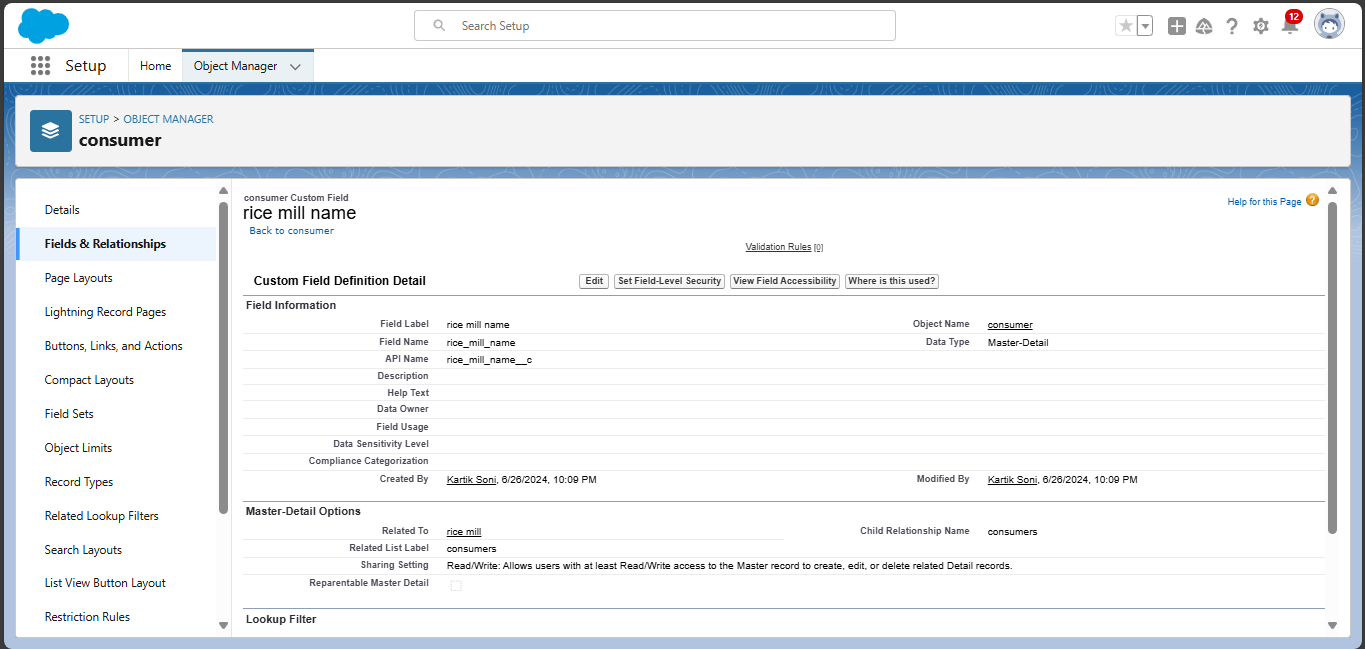 Search Setup
12
Setup
Home
Object Manager
SETUP > OBJECT MANAGER
consumer
Details
Fields & Relationships
Page Layouts
Lightning Record Pages
Buttons, Links, and Actions
Compact Layouts
Field Sets
Object Limits
Record Types
Related Lookup Filters
Search Layouts
List View Button Layout
Restriction Rules
consumer Custom Field
rice mill name
Back to consumer
Help for this Page ?
Validation Rules [0]
Custom Field Definition Detail
Edit
Set Field-Level Security
View Field Accessibility
Where is this used?
Field Information
Field Label rice mill name
Object Name consumer
Field Name rice_mill_name
Data Type Master-Detail
API Name rice_mill_name__c
Description
Help Text
Data Owner
Field Usage
Data Sensitivity Level
Compliance Categorization
Created By Kartik Soni, 6/26/2024, 10:09 PM
Modified By Kartik Soni, 6/26/2024, 10:09 PM
Master-Detail Options
Related To rice mill
Child Relationship Name consumers
Related List Label consumers
Sharing Setting Read/Write: Allows users with at least Read/Write access to the Master record to create, edit, or delete related Detail records.
Reparentable Master Detail
Lookup Filter